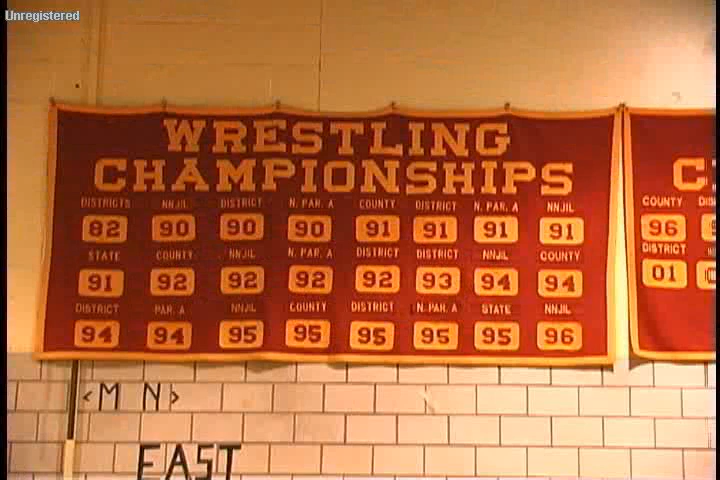 Unregistered
WRESTLING
CHAMPIONSHIPS
DISTRICTS NNJIL DISTRICT N. PAR. A COUNTY DISTRICT N. PAR. A NNJIL
82 90 90 90 91 91 91 91
STATE COUNTY NNJIL N. PAR. A DISTRICT DISTRICT NNJIL COUNTY
91 92 92 92 92 93 94 94
DISTRICT PAR. A NNJIL COUNTY DISTRICT N. PAR. A STATE NNJIL
94 94 95 95 95 95 95 96
COUNTY
96
DISTRICT
01
<M N>
EAST